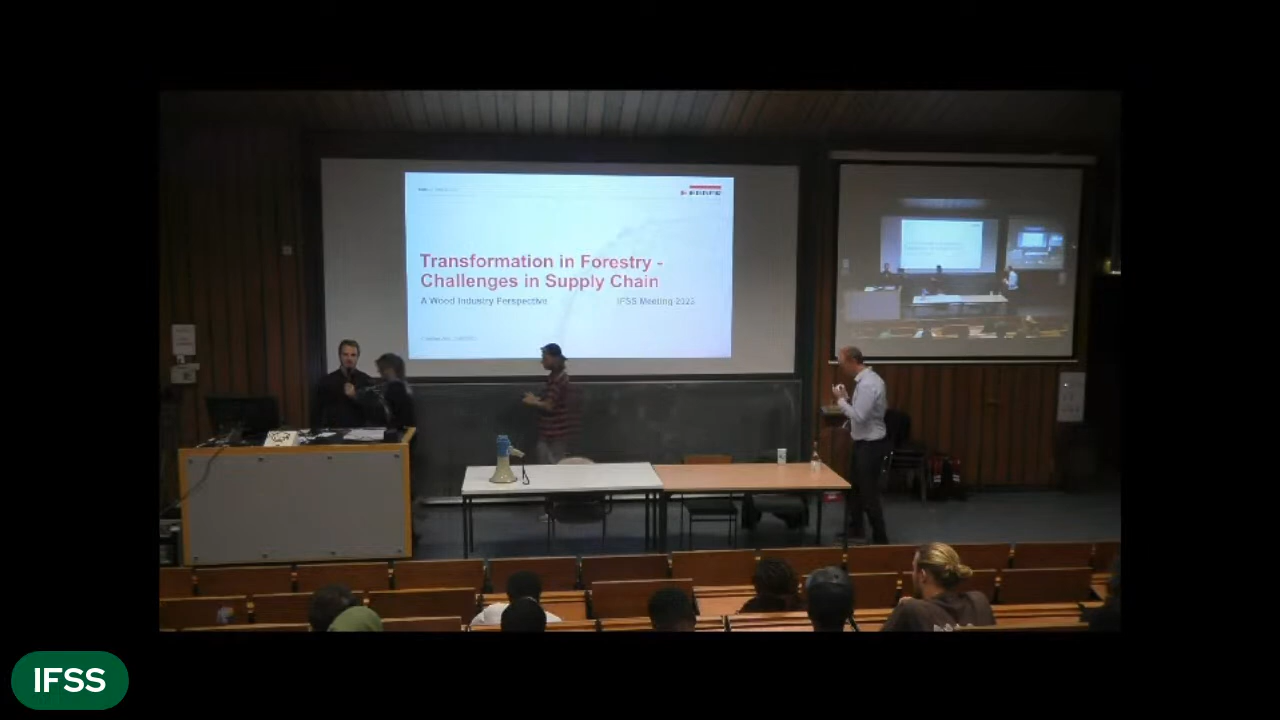 Transformation in Forestry -
Challenges in Supply Chain
A Wood Industry Perspective
IFSS Meeting 2023
IFSS